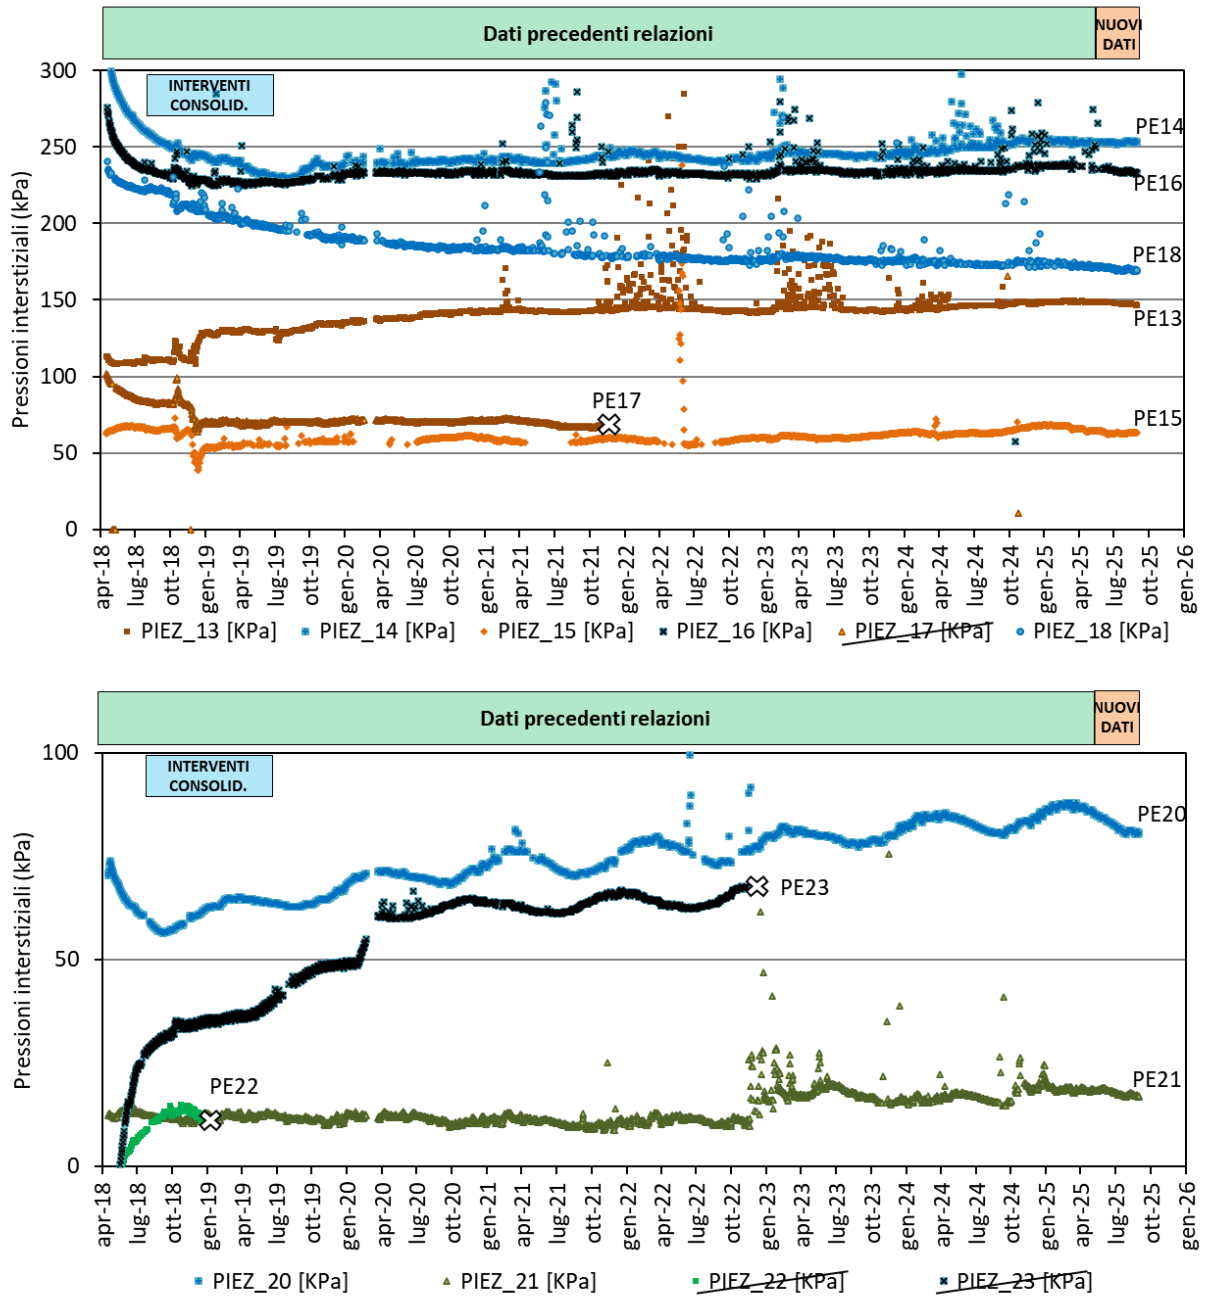 Dati precedenti relazioni
NUOVI
DATI
INTERVENTI
CONSOLID.
Pressioni interstiziali (kPa)
300
250
200
150
100
50
0
PE14
PE16
PE18
PE13
PE17
PE15
apr-18 lug-18 ott-18 gen-19 apr-19 lug-19 ott-19 gen-20 apr-20 lug-20 ott-20 gen-21 apr-21 lug-21 ott-21 gen-22 apr-22 lug-22 ott-22 gen-23 apr-23 lug-23 ott-23 gen-24 apr-24 lug-24 ott-24 gen-25 apr-25 lug-25 ott-25 gen-26
PIEZ_13 [KPa] PIEZ_14 [KPa] PIEZ_15 [KPa] PIEZ_16 [KPa] PIEZ_17 [KPa] PIEZ_18 [KPa]
Dati precedenti relazioni
NUOVI
DATI
INTERVENTI
CONSOLID.
Pressioni interstiziali (kPa)
100
50
0
PE20
PE23
PE22
PE21
apr-18 lug-18 ott-18 gen-19 apr-19 lug-19 ott-19 gen-20 apr-20 lug-20 ott-20 gen-21 apr-21 lug-21 ott-21 gen-22 apr-22 lug-22 ott-22 gen-23 apr-23 lug-23 ott-23 gen-24 apr-24 lug-24 ott-24 gen-25 apr-25 lug-25 ott-25 gen-26
PIEZ_20 [KPa] PIEZ_21 [KPa] PIEZ_22 [KPa] PIEZ_23 [KPa]